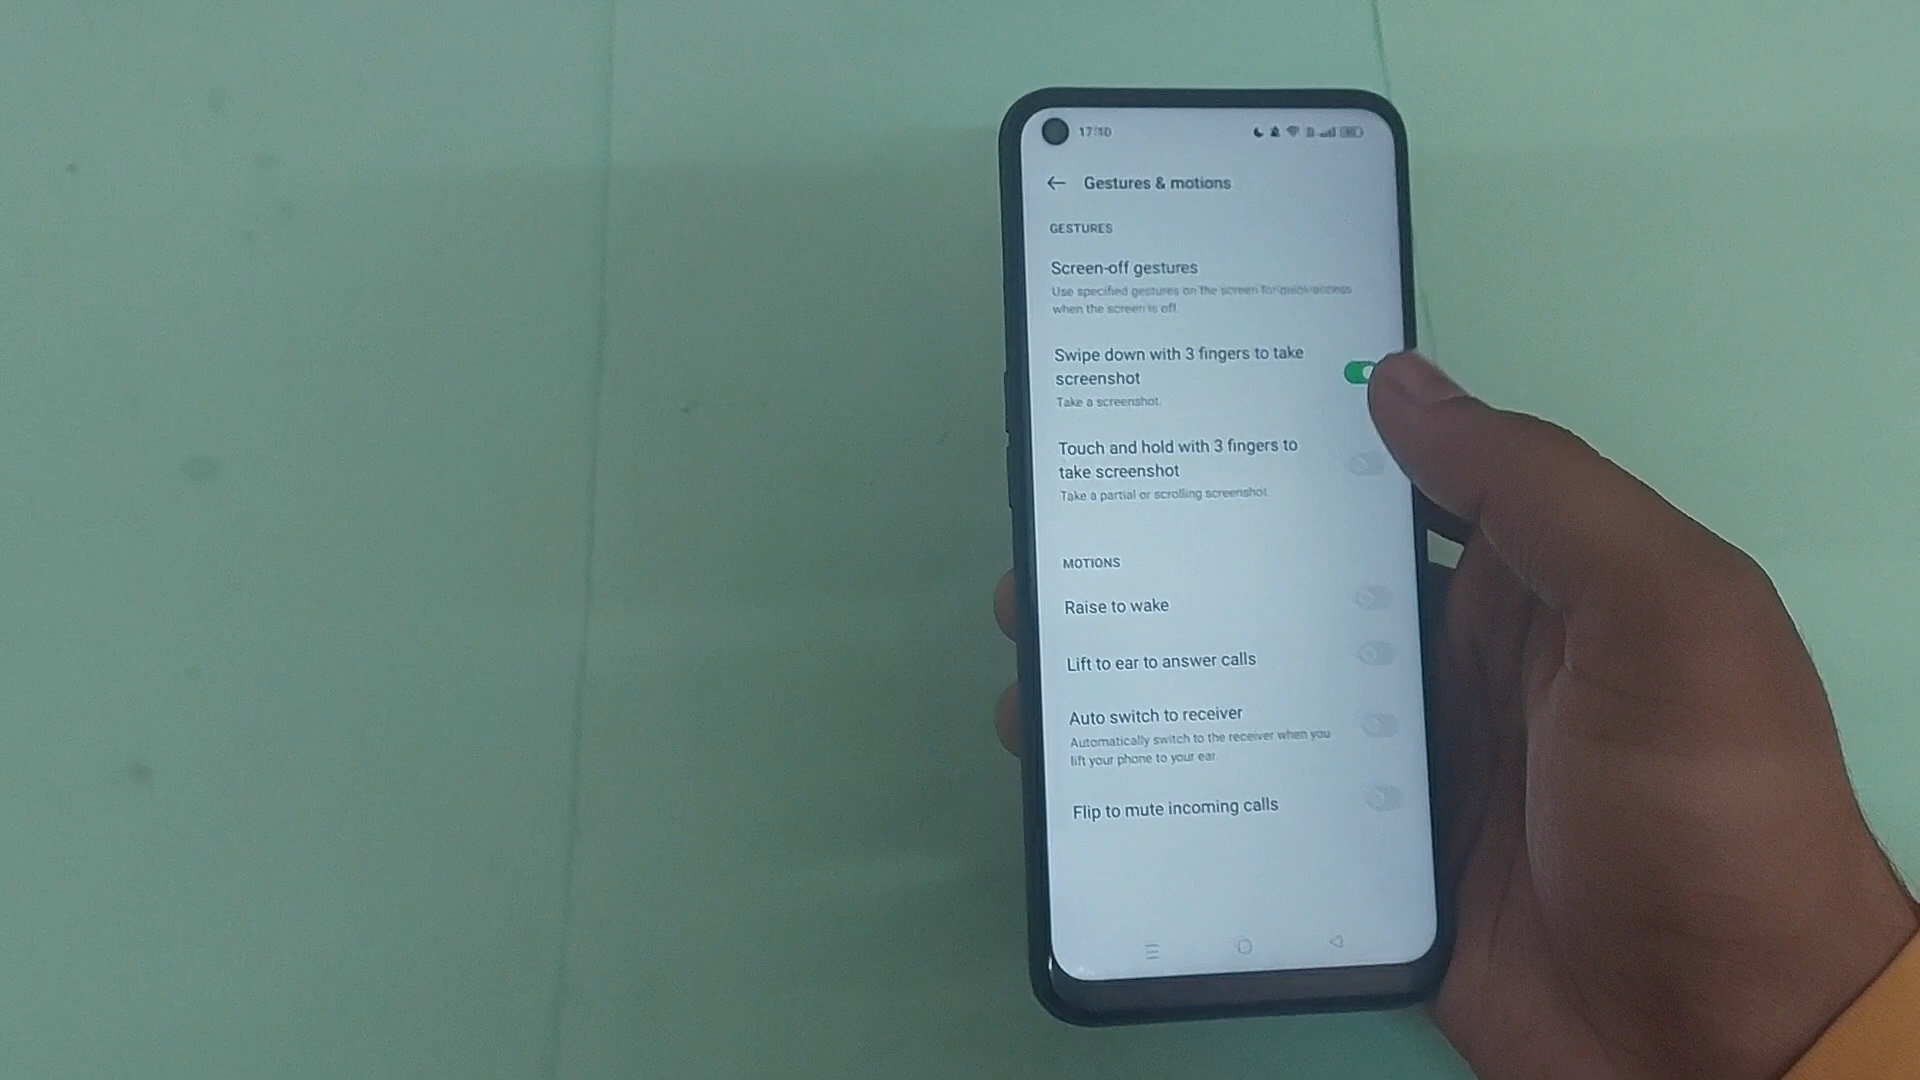 17:10
Gestures & motions
GESTURES
Screen-off gestures
Use specified gestures on the screen for quick access
when the screen is off.
Swipe down with 3 fingers to take
screenshot
Take a screenshot.
Touch and hold with 3 fingers to
take screenshot
Take a partial or scrolling screenshot.
MOTIONS
Raise to wake
Lift to ear to answer calls
Auto switch to receiver
Automatically switch to the receiver when you
lift your phone to your ear.
Flip to mute incoming calls